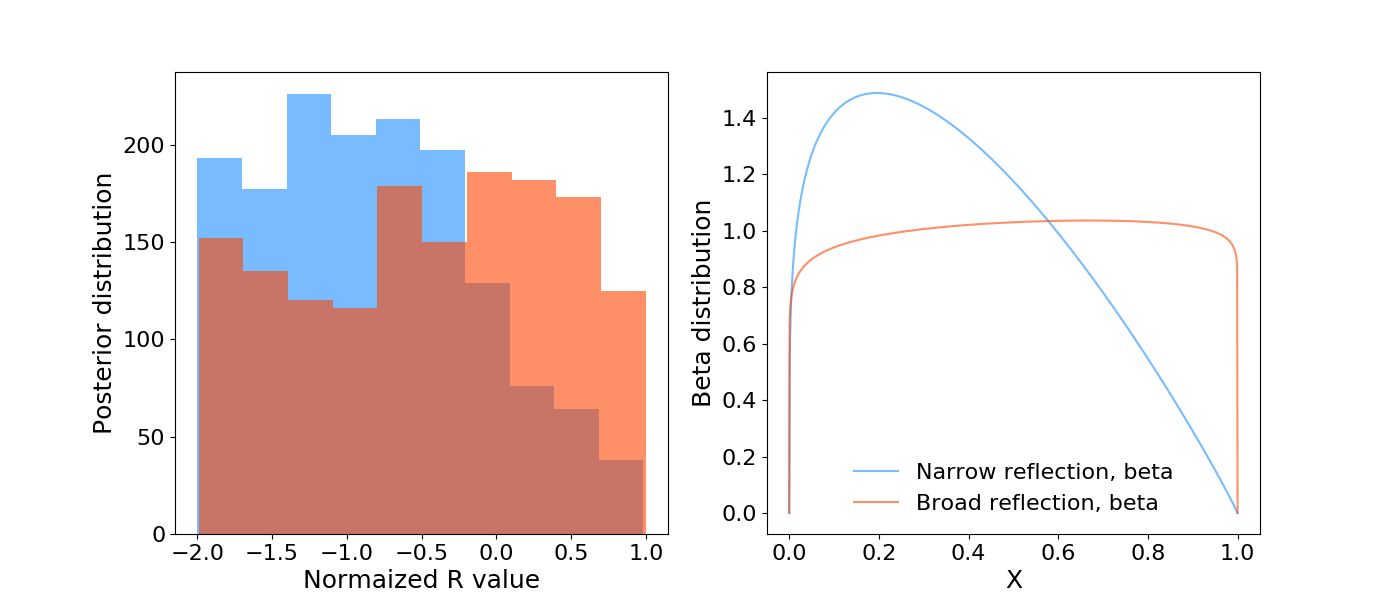 Posterior distribution
200
150
100
50
0
−2.0 −1.5 −1.0 −0.5 0.0 0.5 1.0
Normaized R value
Beta distribution
1.4
1.2
1.0
0.8
0.6
0.4
0.2
0.0
Narrow reflection, beta
Broad reflection, beta
0.0 0.2 0.4 0.6 0.8 1.0
X